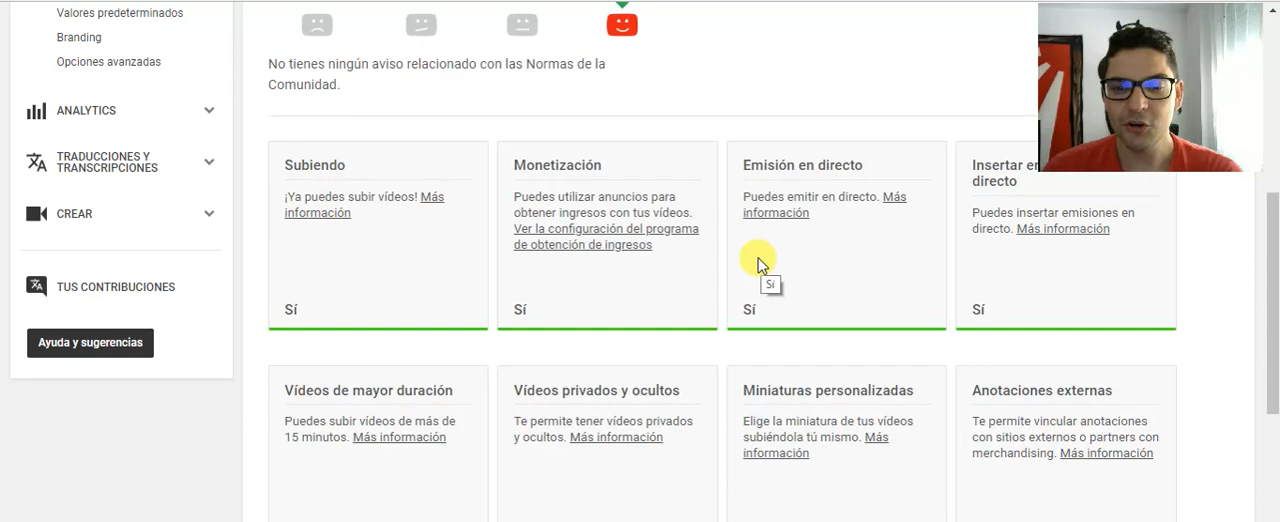 Valores predeterminados
Branding
Opciones avanzadas
ANALYTICS
TRADUCCIONES Y
TRANSCRIPCIONES
CREAR
TUS CONTRIBUCIONES
Ayuda y sugerencias
No tienes ningún aviso relacionado con las Normas de la
Comunidad.
Subiendo
¡Ya puedes subir vídeos! Más
información
Sí
Monetización
Puedes utilizar anuncios para
obtener ingresos con tus vídeos.
Ver la configuración del programa
de obtención de ingresos
Sí
Emisión en directo
Puedes emitir en directo. Más
información
Sí
Sí
Insertar en
directo
Puedes insertar emisiones en
directo. Más información
Sí
Vídeos de mayor duración
Puedes subir vídeos de más de
15 minutos. Más información
Vídeos privados y ocultos
Te permite tener vídeos privados
y ocultos. Más información
Miniaturas personalizadas
Elige la miniatura de tus vídeos
subiéndola tú mismo. Más
información
Anotaciones externas
Te permite vincular anotaciones
con sitios externos o partners con
merchandising. Más información